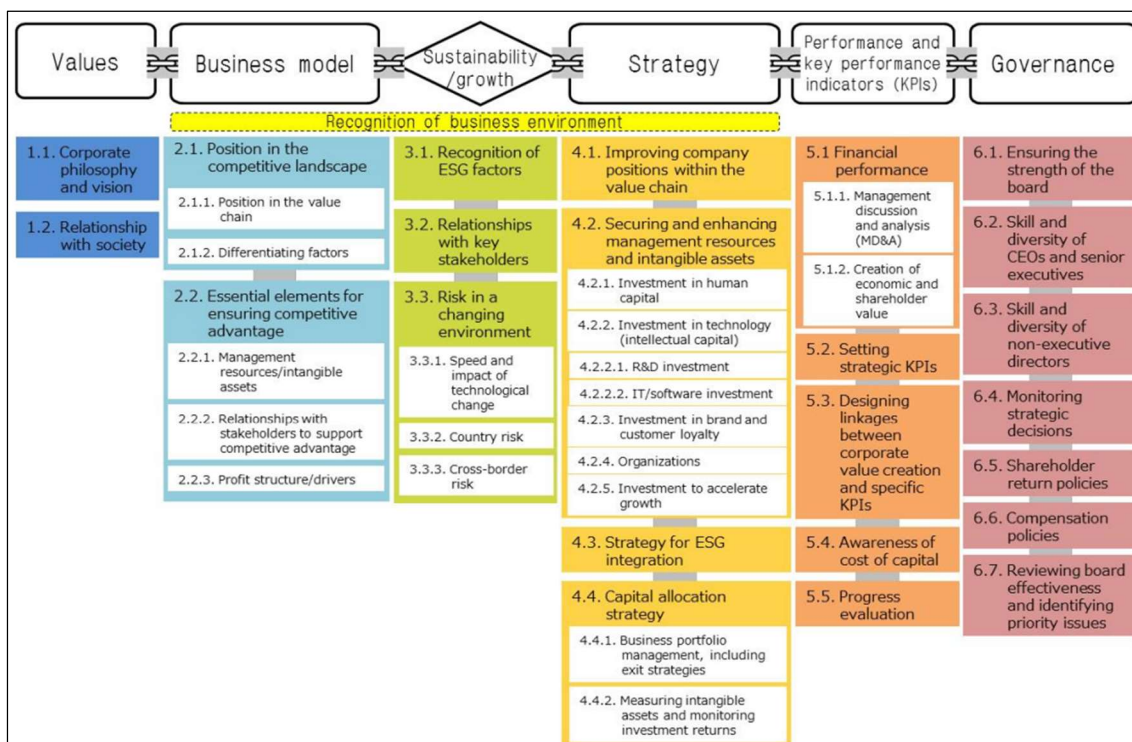 Values
Business model
Sustainability
/growth
Strategy
Performance and
key performance
indicators (KPIs)
Governance
Recognition of business environment
1.1. Corporate
philosophy
and vision
1.2. Relationship
with society
2.1. Position in the
competitive landscape
2.1.1. Position in the value
chain
2.1.2. Differentiating factors
2.2. Essential elements for
ensuring competitive
advantage
2.2.1. Management
resources/intangible
assets
2.2.2. Relationships with
stakeholders to support
competitive advantage
2.2.3. Profit structure/drivers
3.1. Recognition of
ESG factors
3.2. Relationships
with key
stakeholders
3.3. Risk in a
changing
environment
3.3.1. Speed and
impact of
technological
change
3.3.2. Country risk
3.3.3. Cross-border
risk
4.1. Improving company
positions within the
value chain
4.2. Securing and enhancing
management resources
and intangible assets
4.2.1. Investment in human
capital
4.2.2. Investment in technology
(intellectual capital)
4.2.2.1. R&D investment
4.2.2.2. IT/software investment
4.2.3. Investment in brand and
customer loyalty
4.2.4. Organizations
4.2.5. Investment to accelerate
growth
4.3. Strategy for ESG
integration
4.4. Capital allocation
strategy
4.4.1. Business portfolio
management, including
exit strategies
4.4.2. Measuring intangible
assets and monitoring
investment returns
5.1 Financial
performance
5.1.1. Management
discussion
and analysis
(MD&A)
5.1.2. Creation of
economic and
shareholder
value
5.2. Setting
strategic KPIs
5.3. Designing
linkages
between
corporate
value creation
and specific
KPIs
5.4. Awareness of
cost of capital
5.5. Progress
evaluation
6.1. Ensuring the
strength of the
board
6.2. Skill and
diversity of
CEOs and senior
executives
6.3. Skill and
diversity of
non-executive
directors
6.4. Monitoring
strategic
decisions
6.5. Shareholder
return policies
6.6. Compensation
policies
6.7. Reviewing board
effectiveness
and identifying
priority issues